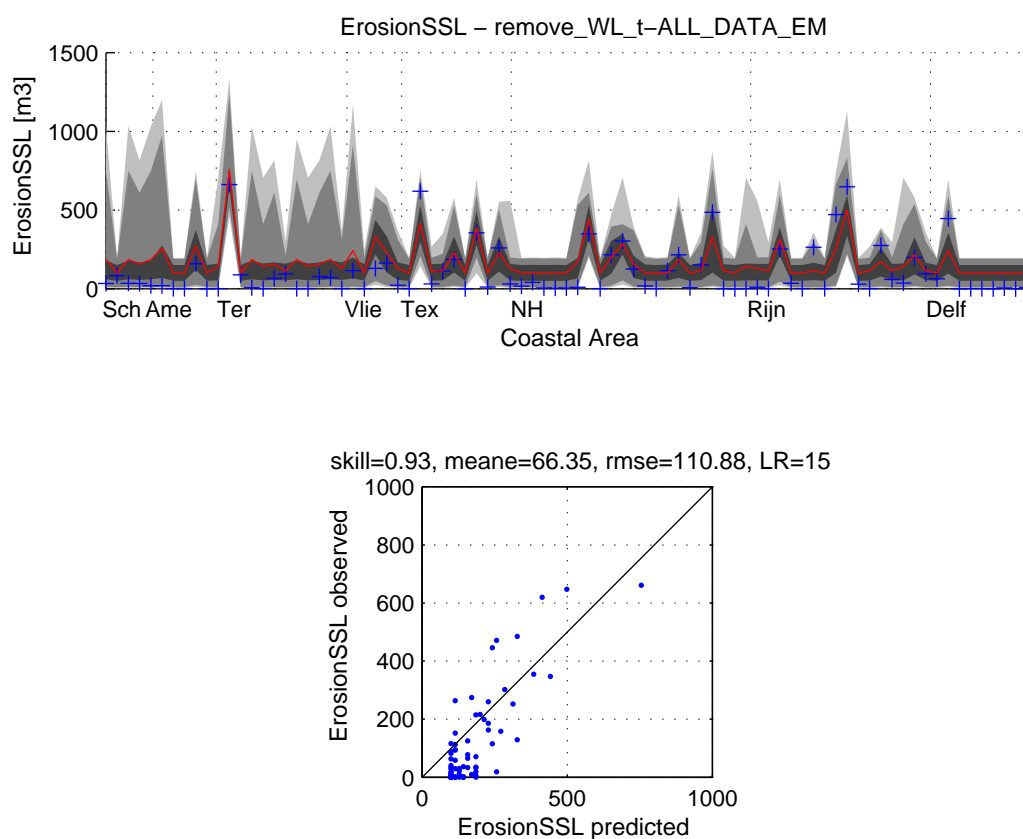 ErosionSSL − remove_WL_t−ALL_DATA_EM
1500
1000
500
0
ErosionSSL [m3]
Sch Ame Ter Vlie Tex NH Rijn Delf
Coastal Area
skill=0.93, meane=66.35, rmse=110.88, LR=15
1000
800
600
400
200
0
ErosionSSL observed
0 500 1000
ErosionSSL predicted